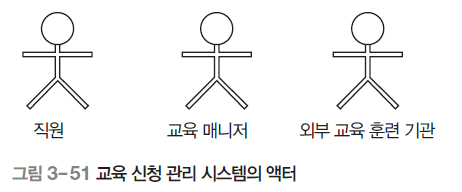 직원 교육 매니저 외부 교육 훈련 기관
그림 3-51 교육 신청 관리 시스템의 액터